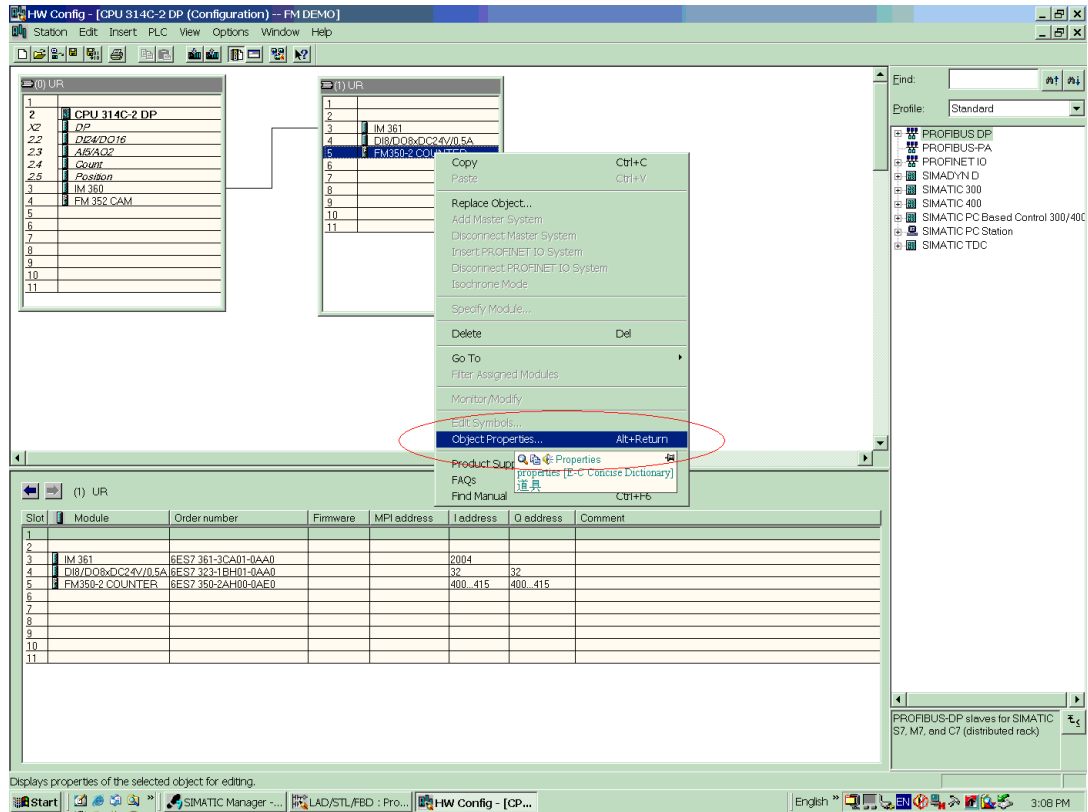 HW Config - [CPU 314C-2 DP (Configuration) -- FM DEMO]
Station Edit Insert PLC View Options Window Help
(0) UR
1
2 CPU 314C-2 DP
X2 DP
2.2 DI24/DO16
2.3 AI5/AO2
2.4 Count
2.5 Position
3 IM 360
4 FM 352 CAM
5
6
7
8
9
10
11
(1) UR
1
2
3 IM 361
4 DI8/DO8xDC24V/0,5A
5 FM350-2 COUNTER
6
7
8
9
10
11
Copy Ctrl+C
Paste Ctrl+V
Replace Object...
Add Master System
Disconnect Master System
Insert PROFINET IO System
Disconnect PROFINET IO System
Isochrone Mode
Specify Module...
Delete Del
Go To
Filter Assigned Modules
Monitor/Modify
Edit Symbols...
Object Properties... Alt+Return
Product Supp
FAQs
Find Manual Ctrl+F6
Properties
properties [E-C Concise Dictionary]
道具
Find:
Profile: Standard
PROFIBUS DP
PROFIBUS-PA
PROFINET IO
SIMADYN D
SIMATIC 300
SIMATIC 400
SIMATIC PC Based Control 300/400
SIMATIC PC Station
SIMATIC TDC
PROFIBUS-DP slaves for SIMATIC
S7, M7, and C7 (distributed rack)
(1) UR
Slot Module Order number Firmware MPI address I address Q address Comment
1
2
3 IM 361 6ES7 361-3CA01-0AA0 2004
4 DI8/DO8xDC24V/0,5A 6ES7 323-1BH01-0AA0 32 32
5 FM350-2 COUNTER 6ES7 350-2AH00-0AE0 400...415 400...415
6
7
8
9
10
11
Displays properties of the selected object for editing.
Start SIMATIC Manager -... LAD/STL/FBD : Pro... HW Config - [CP... English EN 3:08 PM